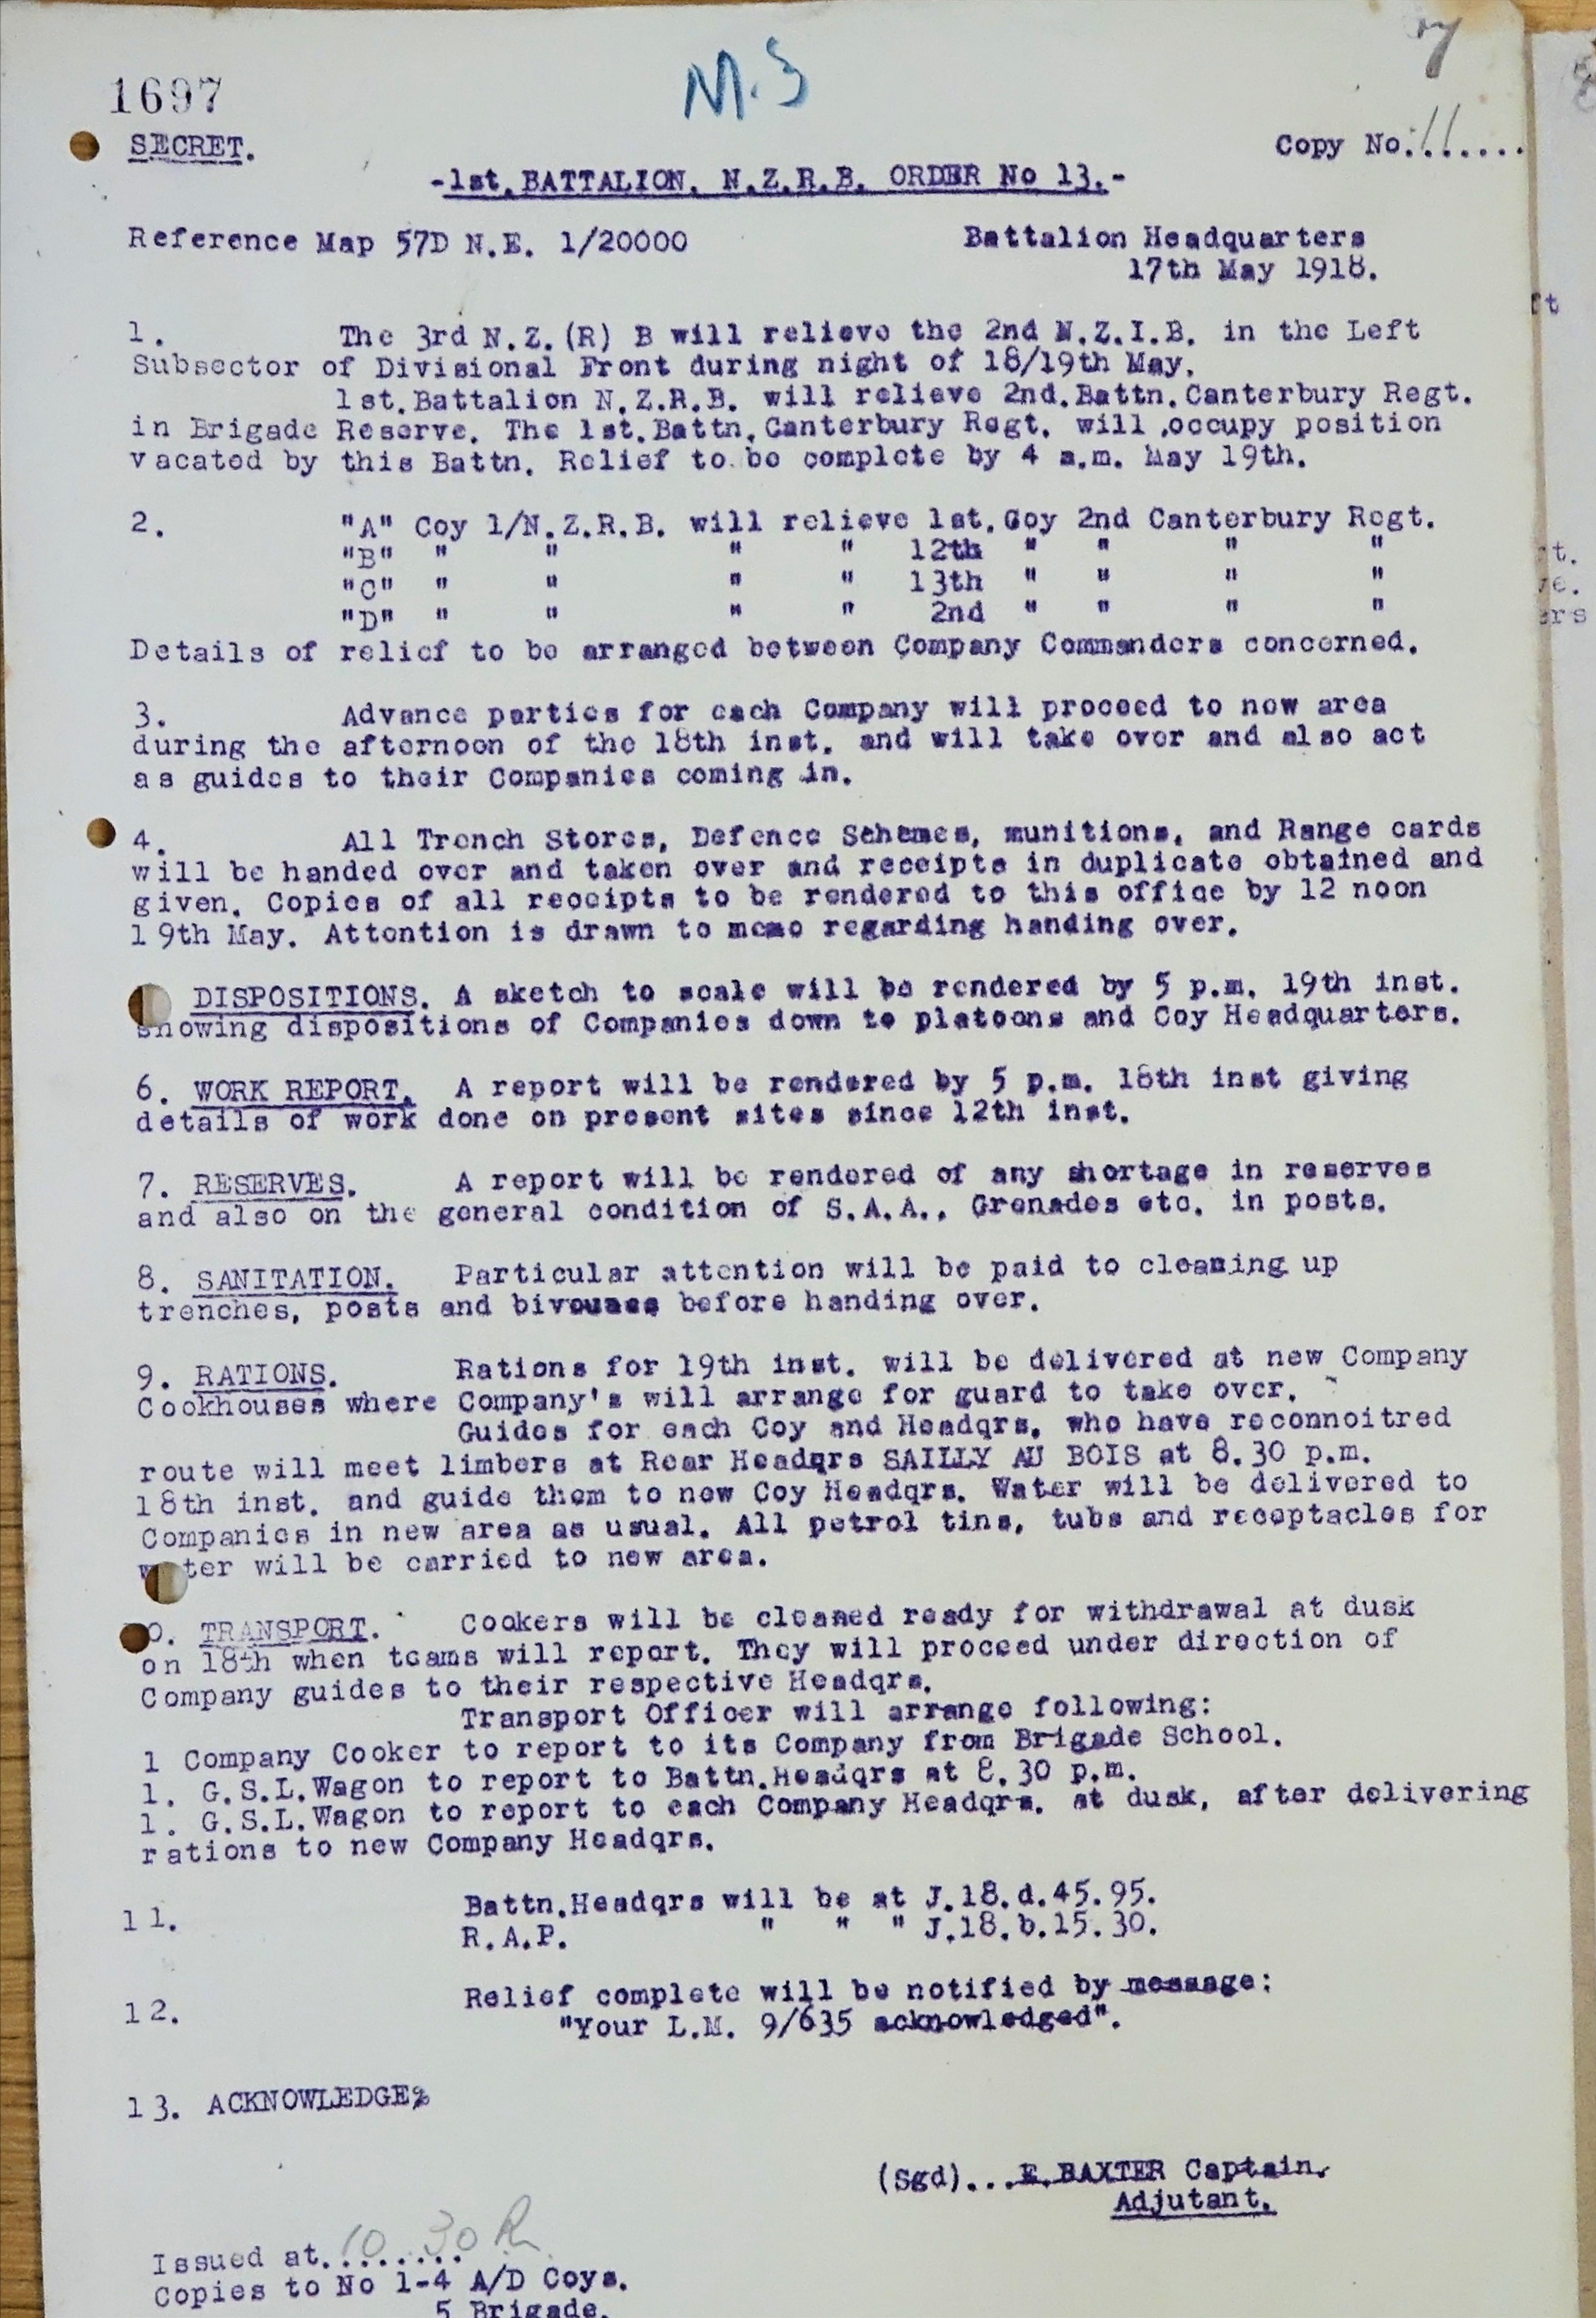 7
M.S
1697
SECRET.
Copy No. 11......
-1st. BATTALION. N.Z.R.B. ORDER No 13.-
Reference Map 57D N.E. 1/20000 Battalion Headquarters
17th May 1918.
1. The 3rd N.Z.(R) B will relieve the 2nd N.Z.I.B. in the Left
Subsector of Divisional Front during night of 18/19th May.
1st.Battalion N.Z.R.B. will relieve 2nd.Battn.Canterbury Regt.
in Brigade Reserve. The 1st.Battn.Canterbury Regt. will occupy position
vacated by this Battn. Relief to be complete by 4 a.m. May 19th.
2. "A" Coy 1/N.Z.R.B. will relieve 1st.Coy 2nd Canterbury Regt.
"B" " " " " 12th " " " "
"C" " " " " 13th " " " "
"D" " " " " 2nd " " " "
Details of relief to be arranged between Company Commanders concerned.
3. Advance parties for each Company will proceed to new area
during the afternoon of the 18th inst. and will take over and also act
as guides to their Companies coming in.
4. All Trench Stores, Defence Schemes, munitions, and Range cards
will be handed over and taken over and receipts in duplicate obtained and
given. Copies of all receipts to be rendered to this office by 12 noon
19th May. Attention is drawn to memo regarding handing over.
DISPOSITIONS. A sketch to scale will be rendered by 5 p.m. 19th inst.
showing dispositions of Companies down to platoons and Coy Headquarters.
6. WORK REPORT. A report will be rendered by 5 p.m. 18th inst giving
details of work done on present sites since 12th inst.
7. RESERVES. A report will be rendered of any shortage in reserves
and also on the general condition of S.A.A., Grenades etc. in posts.
8. SANITATION. Particular attention will be paid to cleaning up
trenches, posts and bivouacs before handing over.
9. RATIONS. Rations for 19th inst. will be delivered at new Company
Cookhouses where Company's will arrange for guard to take over.
Guides for each Coy and Headqrs. who have reconnoitred
route will meet limbers at Rear Headqrs SAILLY AU BOIS at 8.30 p.m.
18th inst. and guide them to new Coy Headqrs. Water will be delivered to
Companies in new area as usual. All petrol tins, tubs and receptacles for
water will be carried to new area.
0. TRANSPORT. Cookers will be cleaned ready for withdrawal at dusk
on 18th when teams will report. They will proceed under direction of
Company guides to their respective Headqrs.
Transport Officer will arrange following:
1 Company Cooker to report to its Company from Brigade School.
1. G.S.L.Wagon to report to Battn.Headqrs at 8.30 p.m.
1. G.S.L.Wagon to report to each Company Headqrs. at dusk, after delivering
rations to new Company Headqrs.
11. Battn.Headqrs will be at J.18.d.45.95.
R.A.P. " " " J.18.b.15.30.
12. Relief complete will be notified by message:
"Your L.M. 9/635 acknowledged".
13. ACKNOWLEDGE
(Sgd)...E.BAXTER Captain.
Adjutant.
Issued at. 10.30
Copies to No 1-4 A/D Coys.
5 Brigade.